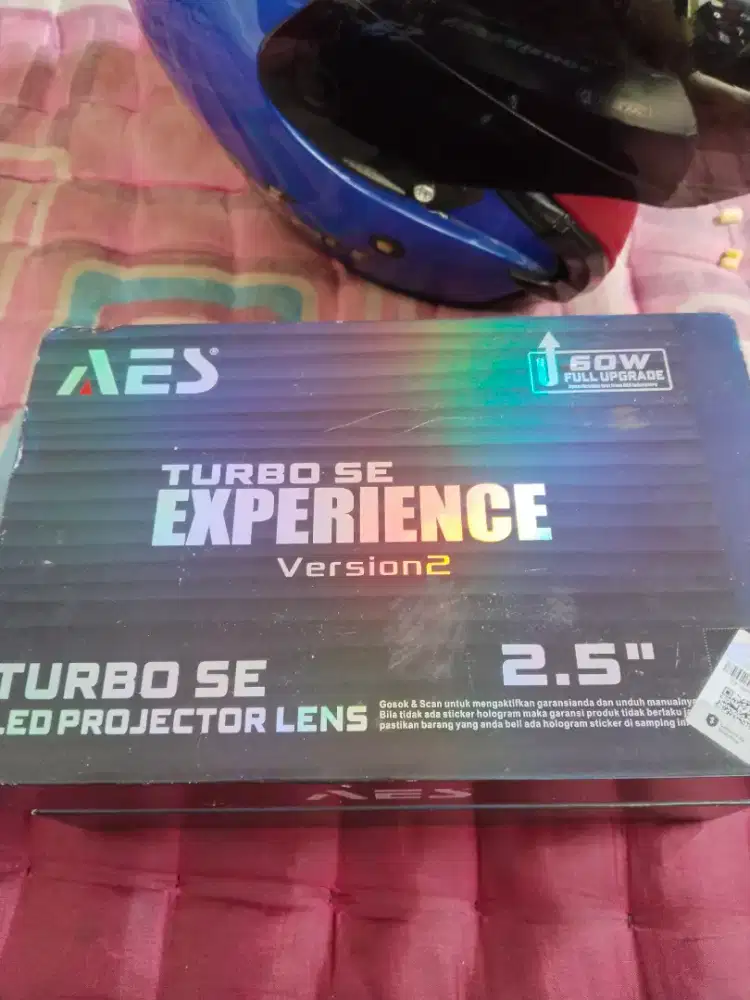 AES®
60W
FULL UPGRADE
TURBO SE
EXPERIENCE
Version2
2.5"
TURBO SE
LED PROJECTOR LENS
Gosok & Scan untuk mengaktifkan garansianda dan unduh manualnya
Bila tidak ada sticker hologram maka garansi produk tidak berlaku
pastikan barang yang anda beli ada hologram sticker di samping ini
AES